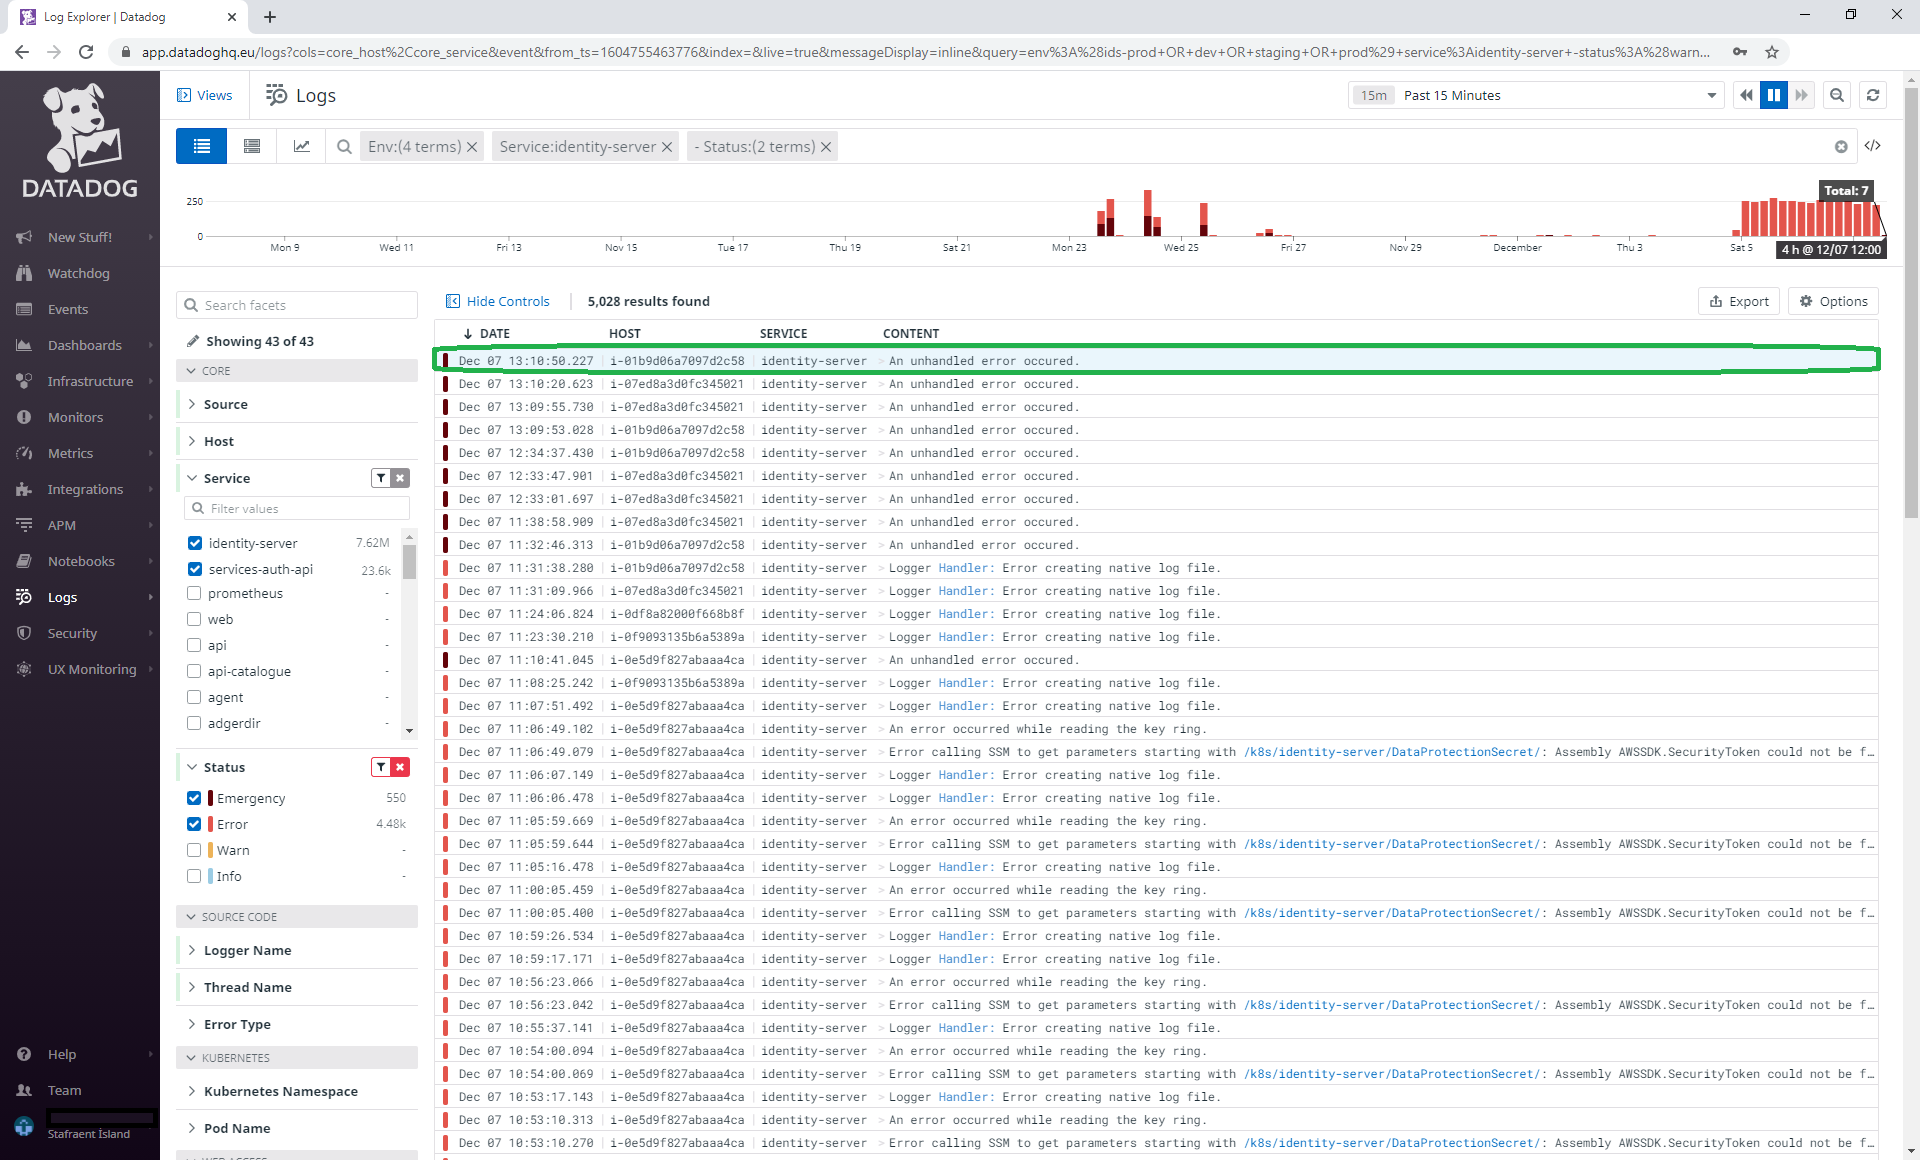 Log Explorer | Datadog
app.datadoghq.eu/logs?cols=core_host%2Ccore_service&event&from_ts=1604755463776&index=&live=true&messageDisplay=inline&query=env%3A%28ids-prod+OR+dev+OR+staging+OR+prod%29+service%3Aidentity-server+-status%3A%28warn...
DATADOG
New Stuff!
Watchdog
Events
Dashboards
Infrastructure
Monitors
Metrics
Integrations
APM
Notebooks
Logs
Security
UX Monitoring
Help
Team
Stafraent Ísland
Views
Logs
15m Past 15 Minutes
Env:(4 terms) Service:identity-server - Status:(2 terms) </>
250
0
Mon 9 Wed 11 Fri 13 Nov 15 Tue 17 Thu 19 Sat 21 Mon 23 Wed 25 Fri 27 Nov 29 December Thu 3 Sat 5
Total: 7
4 h @ 12/07 12:00
Search facets
Showing 43 of 43
CORE
Source
Host
Service
Filter values
identity-server 7.62M
services-auth-api 23.6k
prometheus -
web -
api -
api-catalogue -
agent -
adgerdir -
Status
Emergency 550
Error 4.48k
Warn -
Info -
SOURCE CODE
Logger Name
Thread Name
Error Type
KUBERNETES
Kubernetes Namespace
Pod Name
Hide Controls 5,028 results found Export Options
DATE HOST SERVICE CONTENT
Dec 07 13:10:50.227 i-01b9d06a7097d2c58 identity-server > An unhandled error occured.
Dec 07 13:10:20.623 i-07ed8a3d0fc345021 identity-server > An unhandled error occured.
Dec 07 13:09:55.730 i-07ed8a3d0fc345021 identity-server > An unhandled error occured.
Dec 07 13:09:53.028 i-01b9d06a7097d2c58 identity-server > An unhandled error occured.
Dec 07 12:34:37.430 i-01b9d06a7097d2c58 identity-server > An unhandled error occured.
Dec 07 12:33:47.901 i-07ed8a3d0fc345021 identity-server > An unhandled error occured.
Dec 07 12:33:01.697 i-07ed8a3d0fc345021 identity-server > An unhandled error occured.
Dec 07 11:38:58.909 i-07ed8a3d0fc345021 identity-server > An unhandled error occured.
Dec 07 11:32:46.313 i-01b9d06a7097d2c58 identity-server > An unhandled error occured.
Dec 07 11:31:38.280 i-01b9d06a7097d2c58 identity-server > Logger Handler: Error creating native log file.
Dec 07 11:31:09.966 i-07ed8a3d0fc345021 identity-server > Logger Handler: Error creating native log file.
Dec 07 11:24:06.824 i-0df8a82000f668b8f identity-server > Logger Handler: Error creating native log file.
Dec 07 11:23:30.210 i-0f9093135b6a5389a identity-server > Logger Handler: Error creating native log file.
Dec 07 11:10:41.045 i-0e5d9f827abaaa4ca identity-server > An unhandled error occured.
Dec 07 11:08:25.242 i-0f9093135b6a5389a identity-server > Logger Handler: Error creating native log file.
Dec 07 11:07:51.492 i-0e5d9f827abaaa4ca identity-server > Logger Handler: Error creating native log file.
Dec 07 11:06:49.102 i-0e5d9f827abaaa4ca identity-server > An error occurred while reading the key ring.
Dec 07 11:06:49.079 i-0e5d9f827abaaa4ca identity-server > Error calling SSM to get parameters starting with /k8s/identity-server/DataProtectionSecret/: Assembly AWSSDK.SecurityToken could not be f...
Dec 07 11:06:07.149 i-0e5d9f827abaaa4ca identity-server > Logger Handler: Error creating native log file.
Dec 07 11:06:06.478 i-0e5d9f827abaaa4ca identity-server > Logger Handler: Error creating native log file.
Dec 07 11:05:59.669 i-0e5d9f827abaaa4ca identity-server > An error occurred while reading the key ring.
Dec 07 11:05:59.644 i-0e5d9f827abaaa4ca identity-server > Error calling SSM to get parameters starting with /k8s/identity-server/DataProtectionSecret/: Assembly AWSSDK.SecurityToken could not be f...
Dec 07 11:05:16.478 i-0e5d9f827abaaa4ca identity-server > Logger Handler: Error creating native log file.
Dec 07 11:00:05.459 i-0e5d9f827abaaa4ca identity-server > An error occurred while reading the key ring.
Dec 07 11:00:05.400 i-0e5d9f827abaaa4ca identity-server > Error calling SSM to get parameters starting with /k8s/identity-server/DataProtectionSecret/: Assembly AWSSDK.SecurityToken could not be f...
Dec 07 10:59:26.534 i-0e5d9f827abaaa4ca identity-server > Logger Handler: Error creating native log file.
Dec 07 10:59:17.171 i-0e5d9f827abaaa4ca identity-server > Logger Handler: Error creating native log file.
Dec 07 10:56:23.066 i-0e5d9f827abaaa4ca identity-server > An error occurred while reading the key ring.
Dec 07 10:56:23.042 i-0e5d9f827abaaa4ca identity-server > Error calling SSM to get parameters starting with /k8s/identity-server/DataProtectionSecret/: Assembly AWSSDK.SecurityToken could not be f...
Dec 07 10:55:37.141 i-0e5d9f827abaaa4ca identity-server > Logger Handler: Error creating native log file.
Dec 07 10:54:00.094 i-0e5d9f827abaaa4ca identity-server > An error occurred while reading the key ring.
Dec 07 10:54:00.069 i-0e5d9f827abaaa4ca identity-server > Error calling SSM to get parameters starting with /k8s/identity-server/DataProtectionSecret/: Assembly AWSSDK.SecurityToken could not be f...
Dec 07 10:53:17.143 i-0e5d9f827abaaa4ca identity-server > Logger Handler: Error creating native log file.
Dec 07 10:53:10.313 i-0e5d9f827abaaa4ca identity-server > An error occurred while reading the key ring.
Dec 07 10:53:10.270 i-0e5d9f827abaaa4ca identity-server > Error calling SSM to get parameters starting with /k8s/identity-server/DataProtectionSecret/: Assembly AWSSDK.SecurityToken could not be f...